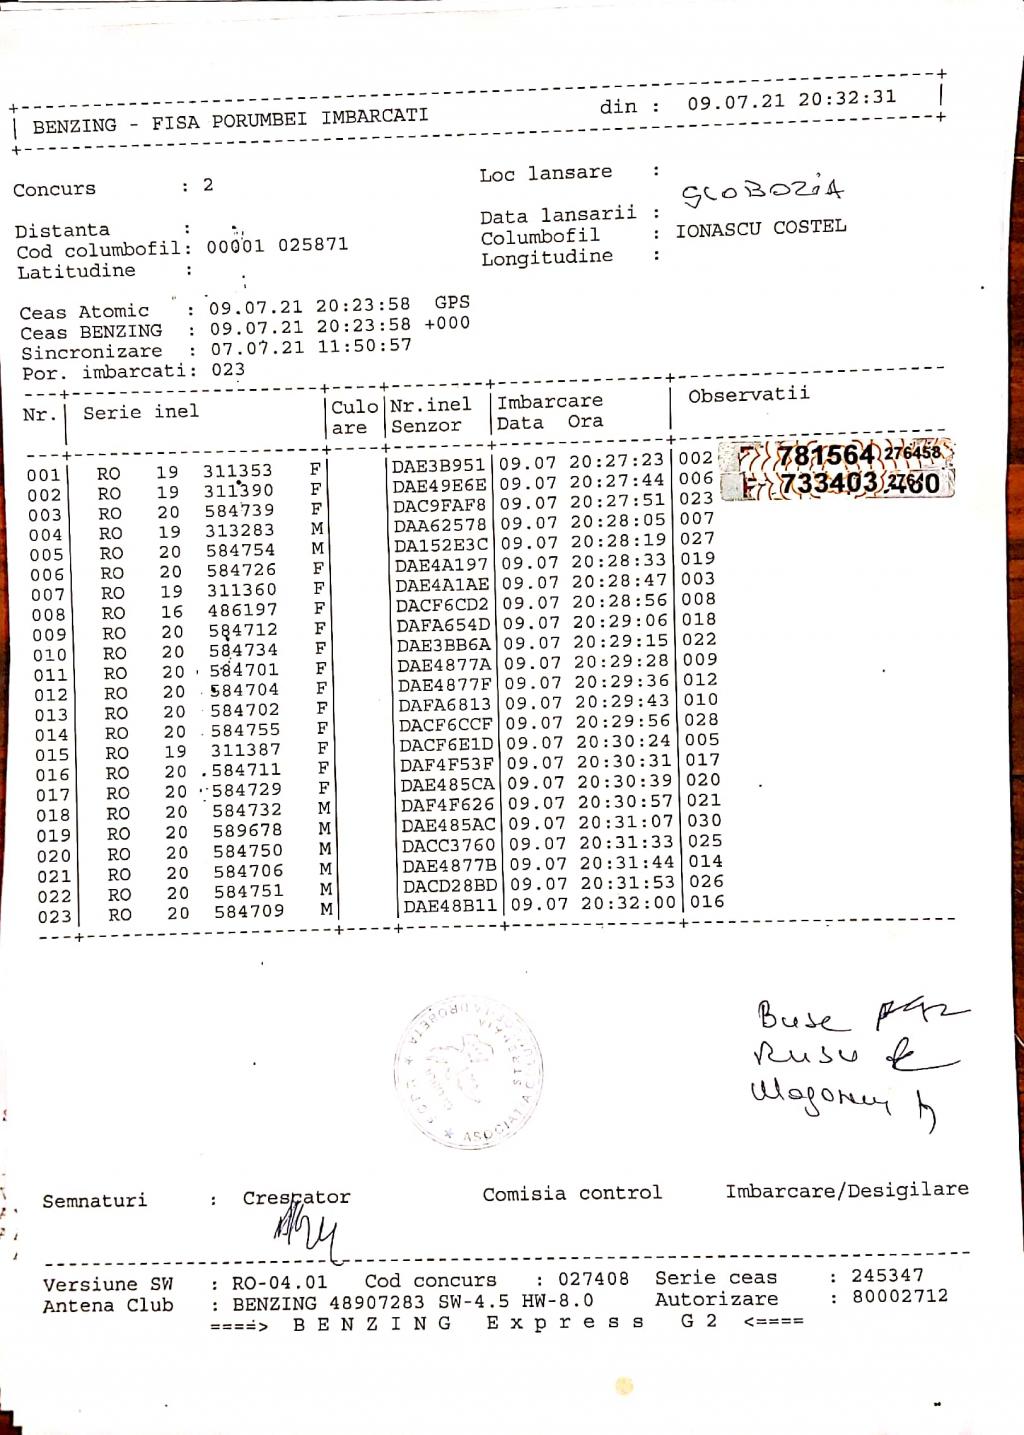 BENZING - FISA PORUMBEI IMBARCATI din : 09.07.21 20:32:31
Concurs : 2 Loc lansare :
SLOBOZIA
Distanta : Data lansarii :
Cod columbofil: 00001 025871 Columbofil : IONASCU COSTEL
Latitudine : Longitudine :
Ceas Atomic : 09.07.21 20:23:58 GPS
Ceas BENZING : 09.07.21 20:23:58 +000
Sincronizare : 07.07.21 11:50:57
Por. imbarcati: 023
Nr. Serie inel Culo Nr.inel Imbarcare Observatii
are Senzor Data Ora
001 RO 19 311353 F DAE3B951 09.07 20:27:23 002 781564 276458
002 RO 19 311390 F DAE49E6E 09.07 20:27:44 006 733403
003 RO 20 584739 F DAC9FAF8 09.07 20:27:51 023
004 RO 19 313283 M DAA62578 09.07 20:28:05 007
005 RO 20 584754 M DA152E3C 09.07 20:28:19 027
006 RO 20 584726 F DAE4A197 09.07 20:28:33 019
007 RO 19 311360 F DAE4A1AE 09.07 20:28:47 003
008 RO 16 486197 F DACF6CD2 09.07 20:28:56 008
009 RO 20 584712 F DAFA654D 09.07 20:29:06 018
010 RO 20 584734 F DAE3BB6A 09.07 20:29:15 022
011 RO 20 584701 F DAE4877A 09.07 20:29:28 009
012 RO 20 584704 F DAE4877F 09.07 20:29:36 012
013 RO 20 584702 F DAFA6813 09.07 20:29:43 010
014 RO 20 584755 F DACF6CCF 09.07 20:29:56 028
015 RO 19 311387 F DACF6E1D 09.07 20:30:24 005
016 RO 20 584711 F DAF4F53F 09.07 20:30:31 017
017 RO 20 584729 F DAE485CA 09.07 20:30:39 020
018 RO 20 584732 M DAF4F626 09.07 20:30:57 021
019 RO 20 589678 M DAE485AC 09.07 20:31:07 030
020 RO 20 584750 M DACC3760 09.07 20:31:33 025
021 RO 20 584706 M DAE4877B 09.07 20:31:44 014
022 RO 20 584751 M DACD28BD 09.07 20:31:53 026
023 RO 20 584709 M DAE48B11 09.07 20:32:00 016
Buse
Rusu
Semnaturi : Crescator Comisia control Imbarcare/Desigilare
Versiune SW : RO-04.01 Cod concurs : 027408 Serie ceas : 245347
Antena Club : BENZING 48907283 SW-4.5 HW-8.0 Autorizare : 80002712
====> B E N Z I N G E x p r e s s G 2 <====